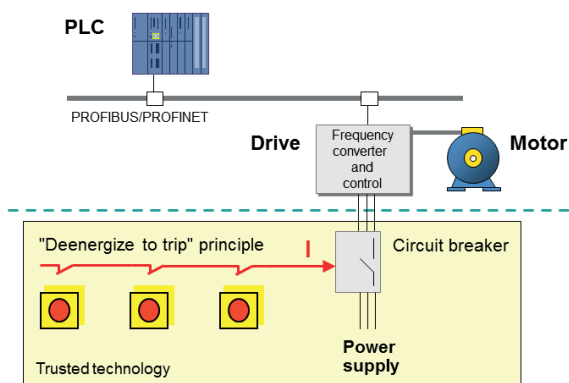 PLC
PROFIBUS/PROFINET
Drive
Frequency
converter
and
control
Motor
"Deenergize to trip" principle
I
Circuit breaker
Power
supply
Trusted technology